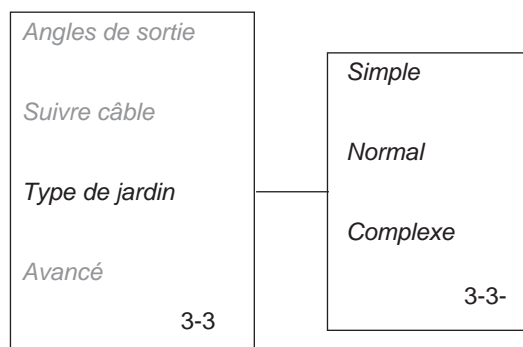 Angles de sortie
Suivre câble
Type de jardin
Avancé
3-3
Simple
Normal
Complexe
3-3-